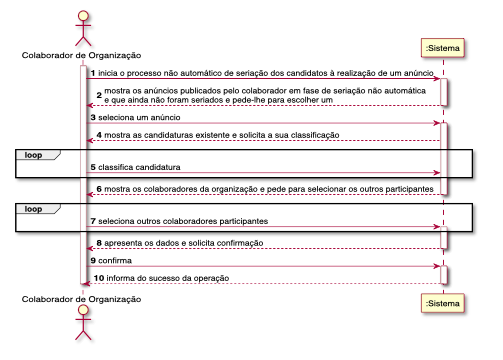 Colaborador de Organização
:Sistema
1 inicia o processo não automático de seriação dos candidatos à realização de um anúncio
2 mostra os anúncios publicados pelo colaborador em fase de seriação não automática
e que ainda não foram seriados e pede-lhe para escolher um
3 seleciona um anúncio
4 mostra as candidaturas existente e solicita a sua classificação
loop
5 classifica candidatura
6 mostra os colaboradores da organização e pede para selecionar os outros participantes
loop
7 seleciona outros colaboradores participantes
8 apresenta os dados e solicita confirmação
9 confirma
10 informa do sucesso da operação
Colaborador de Organização
:Sistema